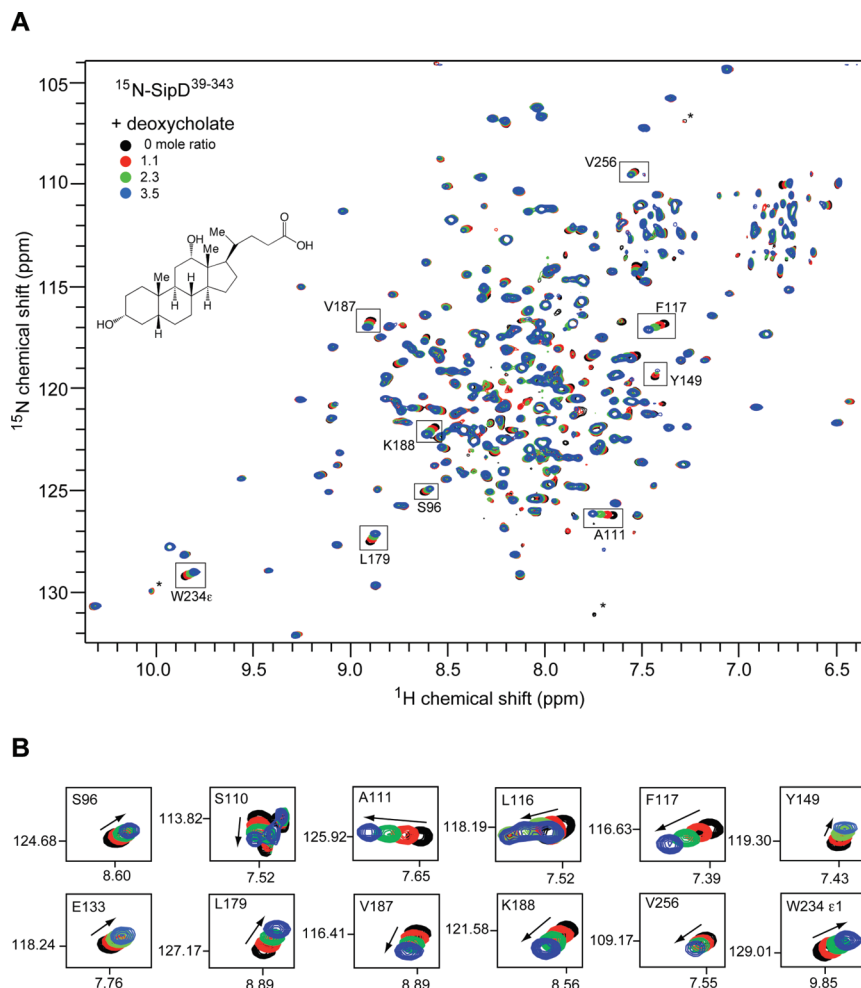 A
¹⁵N-SipD³⁹⁻³⁴³
+ deoxycholate
0 mole ratio
1.1
2.3
3.5
Me
O
OH
OH
Me
Me
H
H
H
H
HO
H
V256
*
V187
F117
Y149
K188
S96
A111
L179
W234ε
*
*
105
110
115
120
125
130
¹⁵N chemical shift (ppm)
10.0 9.5 9.0 8.5 8.0 7.5 7.0 6.5
¹H chemical shift (ppm)
B
S96 S110 A111 L116 F117 Y149
124.68 113.82 125.92 118.19 116.63 119.30
8.60 7.52 7.65 7.52 7.39 7.43
E133 L179 V187 K188 V256 W234 ε1
118.24 127.17 116.41 121.58 109.17 129.01
7.76 8.89 8.89 8.56 7.55 9.85